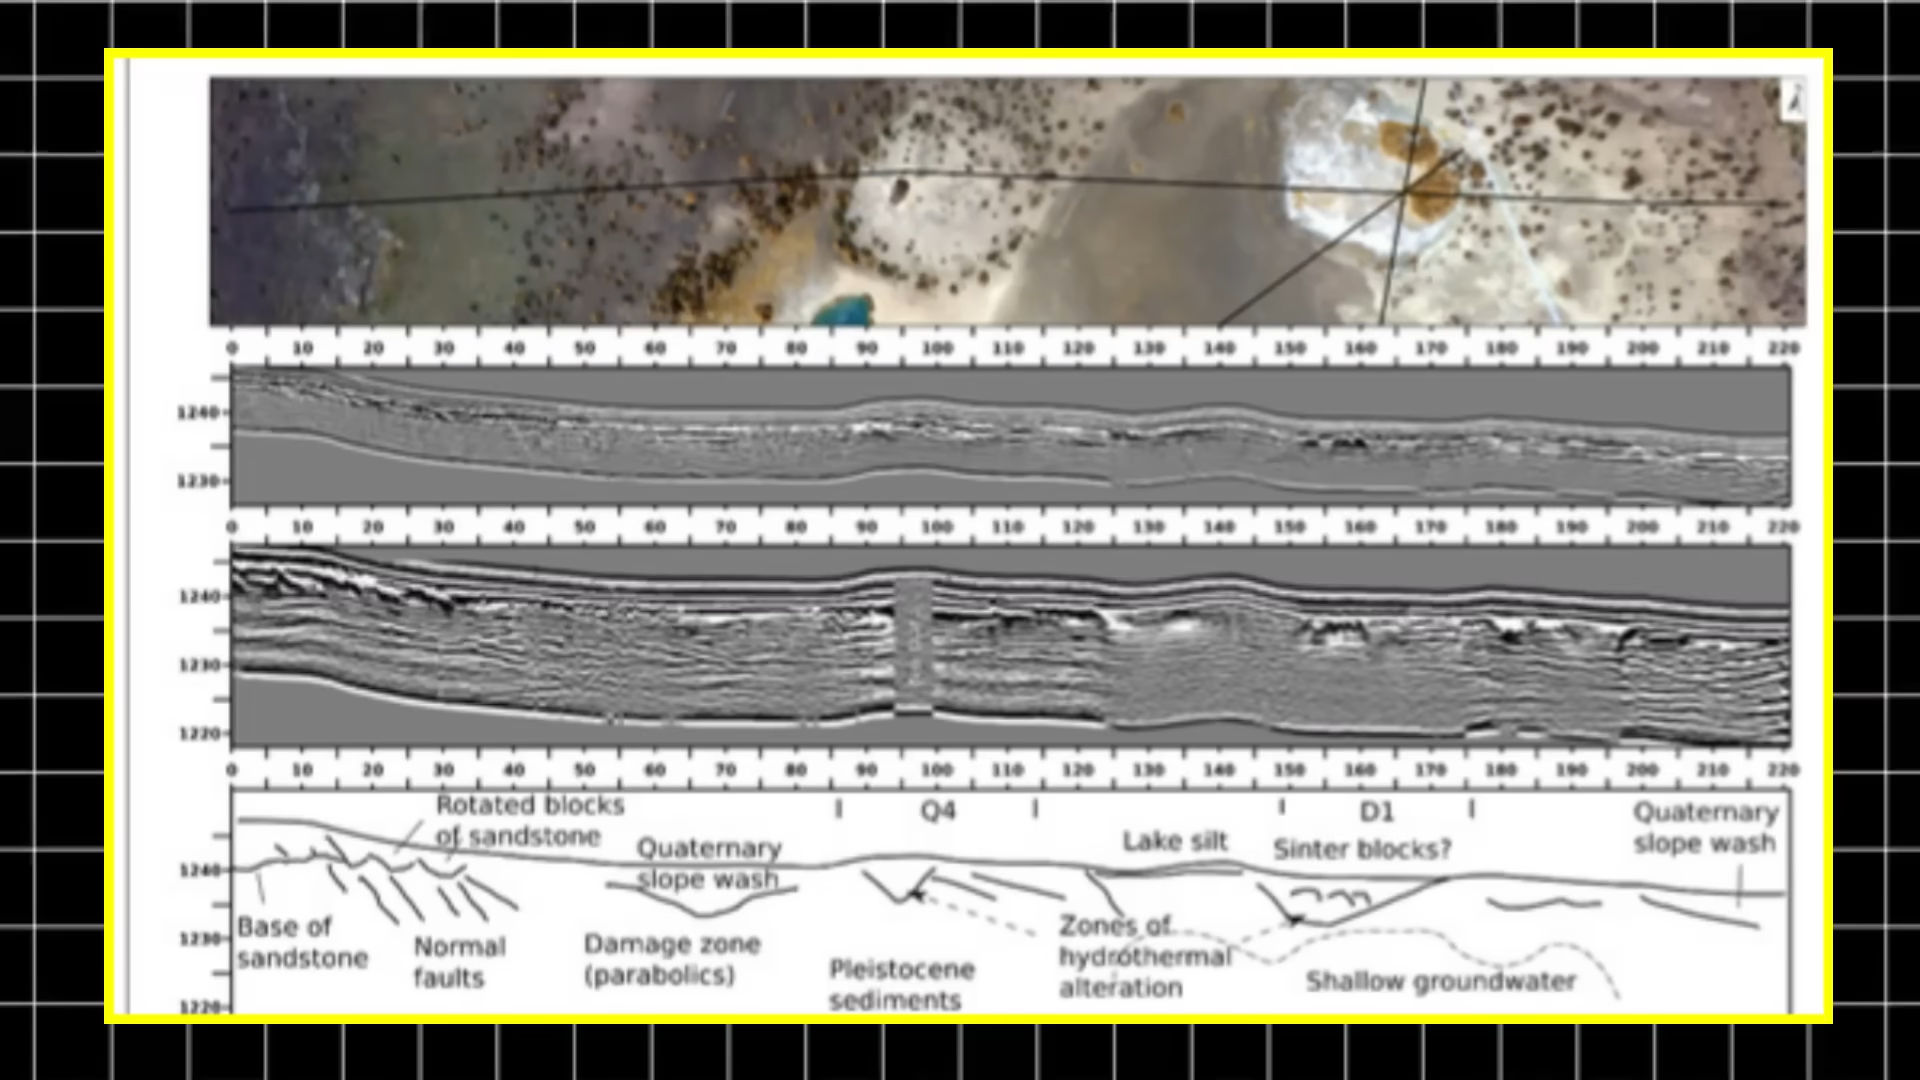 0 10 20 30 40 50 60 70 80 90 100 110 120 130 140 150 160 170 180 190 200 210 220
1240
1230
0 10 20 30 40 50 60 70 80 90 100 110 120 130 140 150 160 170 180 190 200 210 220
1240
1230
1220
0 10 20 30 40 50 60 70 80 90 100 110 120 130 140 150 160 170 180 190 200 210 220
Rotated blocks
of sandstone
Quaternary
slope wash
Q4
Lake silt
D1
Sinter blocks?
Quaternary
slope wash
1240
1230
1220
Base of
sandstone
Normal
faults
Damage zone
(parabolics)
Pleistocene
sediments
Zones of
hydrothermal
alteration
Shallow groundwater